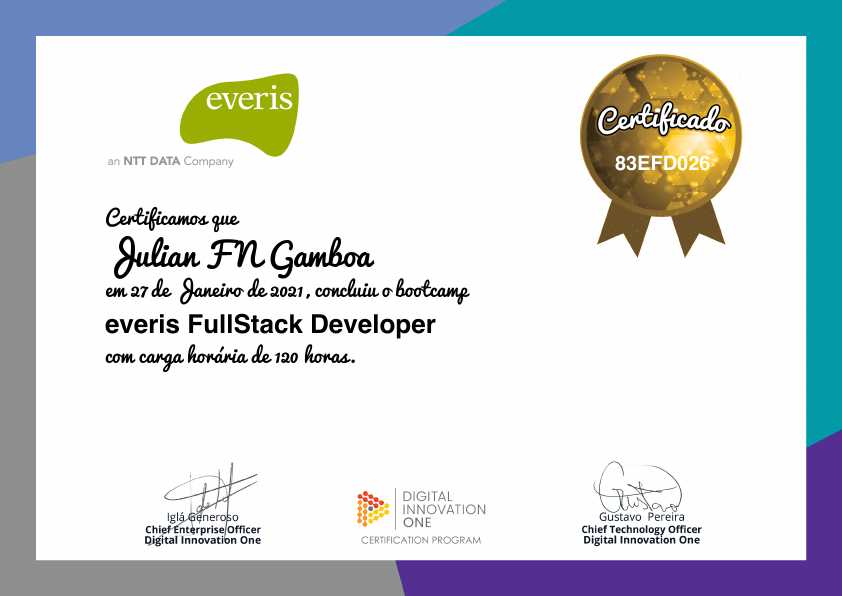 everis
an NTT DATA Company
Certificado
83EFD026
Certificamos que
Julian FN Gamboa
em 27 de Janeiro de 2021, concluiu o bootcamp
everis FullStack Developer
com carga horária de 120 horas.
Iglá Generoso
Chief Enterprise Officer
Digital Innovation One
DIGITAL
INNOVATION
ONE
CERTIFICATION PROGRAM
Gustavo Pereira
Chief Technology Officer
Digital Innovation One